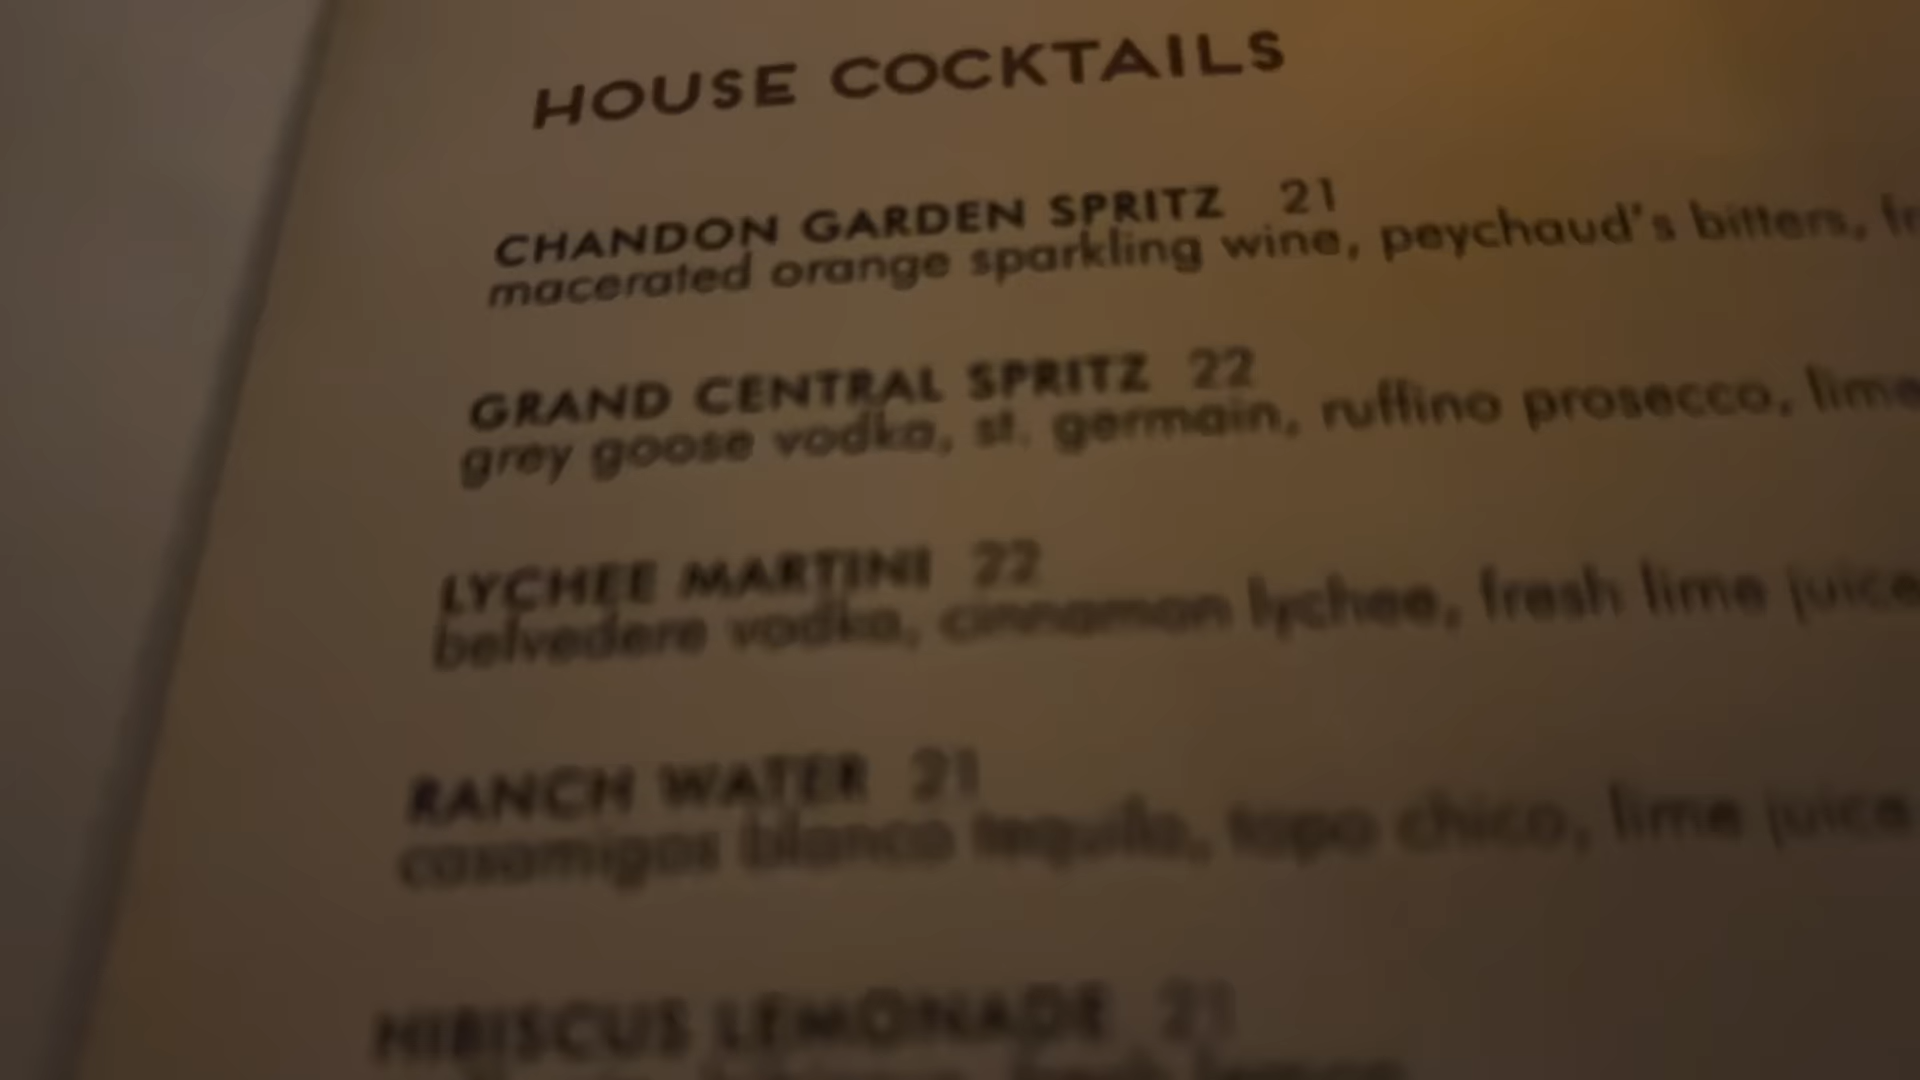 HOUSE COCKTAILS
CHANDON GARDEN SPRITZ 21
macerated orange sparkling wine, peychaud's bitters,
GRAND CENTRAL SPRITZ 22
grey goose vodka, st. germain, ruffino prosecco, lime
LYCHEE MARTINI 22
belvedere vodka, cinnamon lychee, fresh lime juice
RANCH WATER 21
casamigos blanco tequila, topo chico, lime juice
HIBISCUS LEMONADE 21